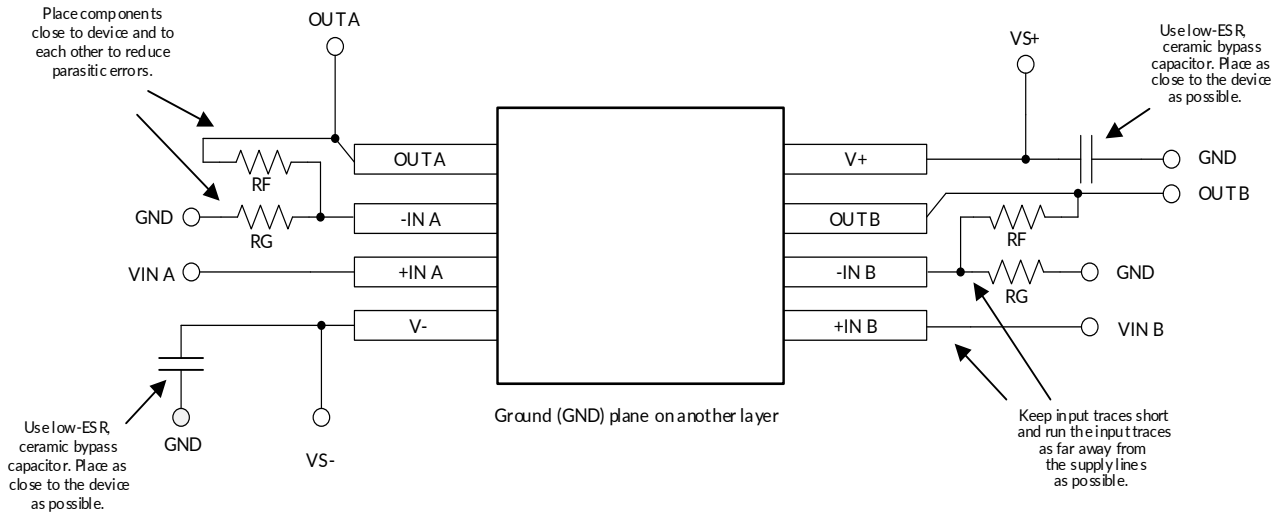 Place components
close to device and to
each other to reduce
parasitic errors.
OUT A
VS+
Use low-ESR,
ceramic bypass
capacitor. Place as
close to the device
as possible.
OUT A
V+
GND
RF
OUT B
OUT B
GND
-IN A
RF
RG
VIN A
+IN A
-IN B
GND
RG
V-
+IN B
VIN B
Ground (GND) plane on another layer
Keep input traces short
and run the input traces
as far away from
the supply lines
as possible.
Use low-ESR,
ceramic bypass
capacitor. Place as
close to the device
as possible.
GND
VS-